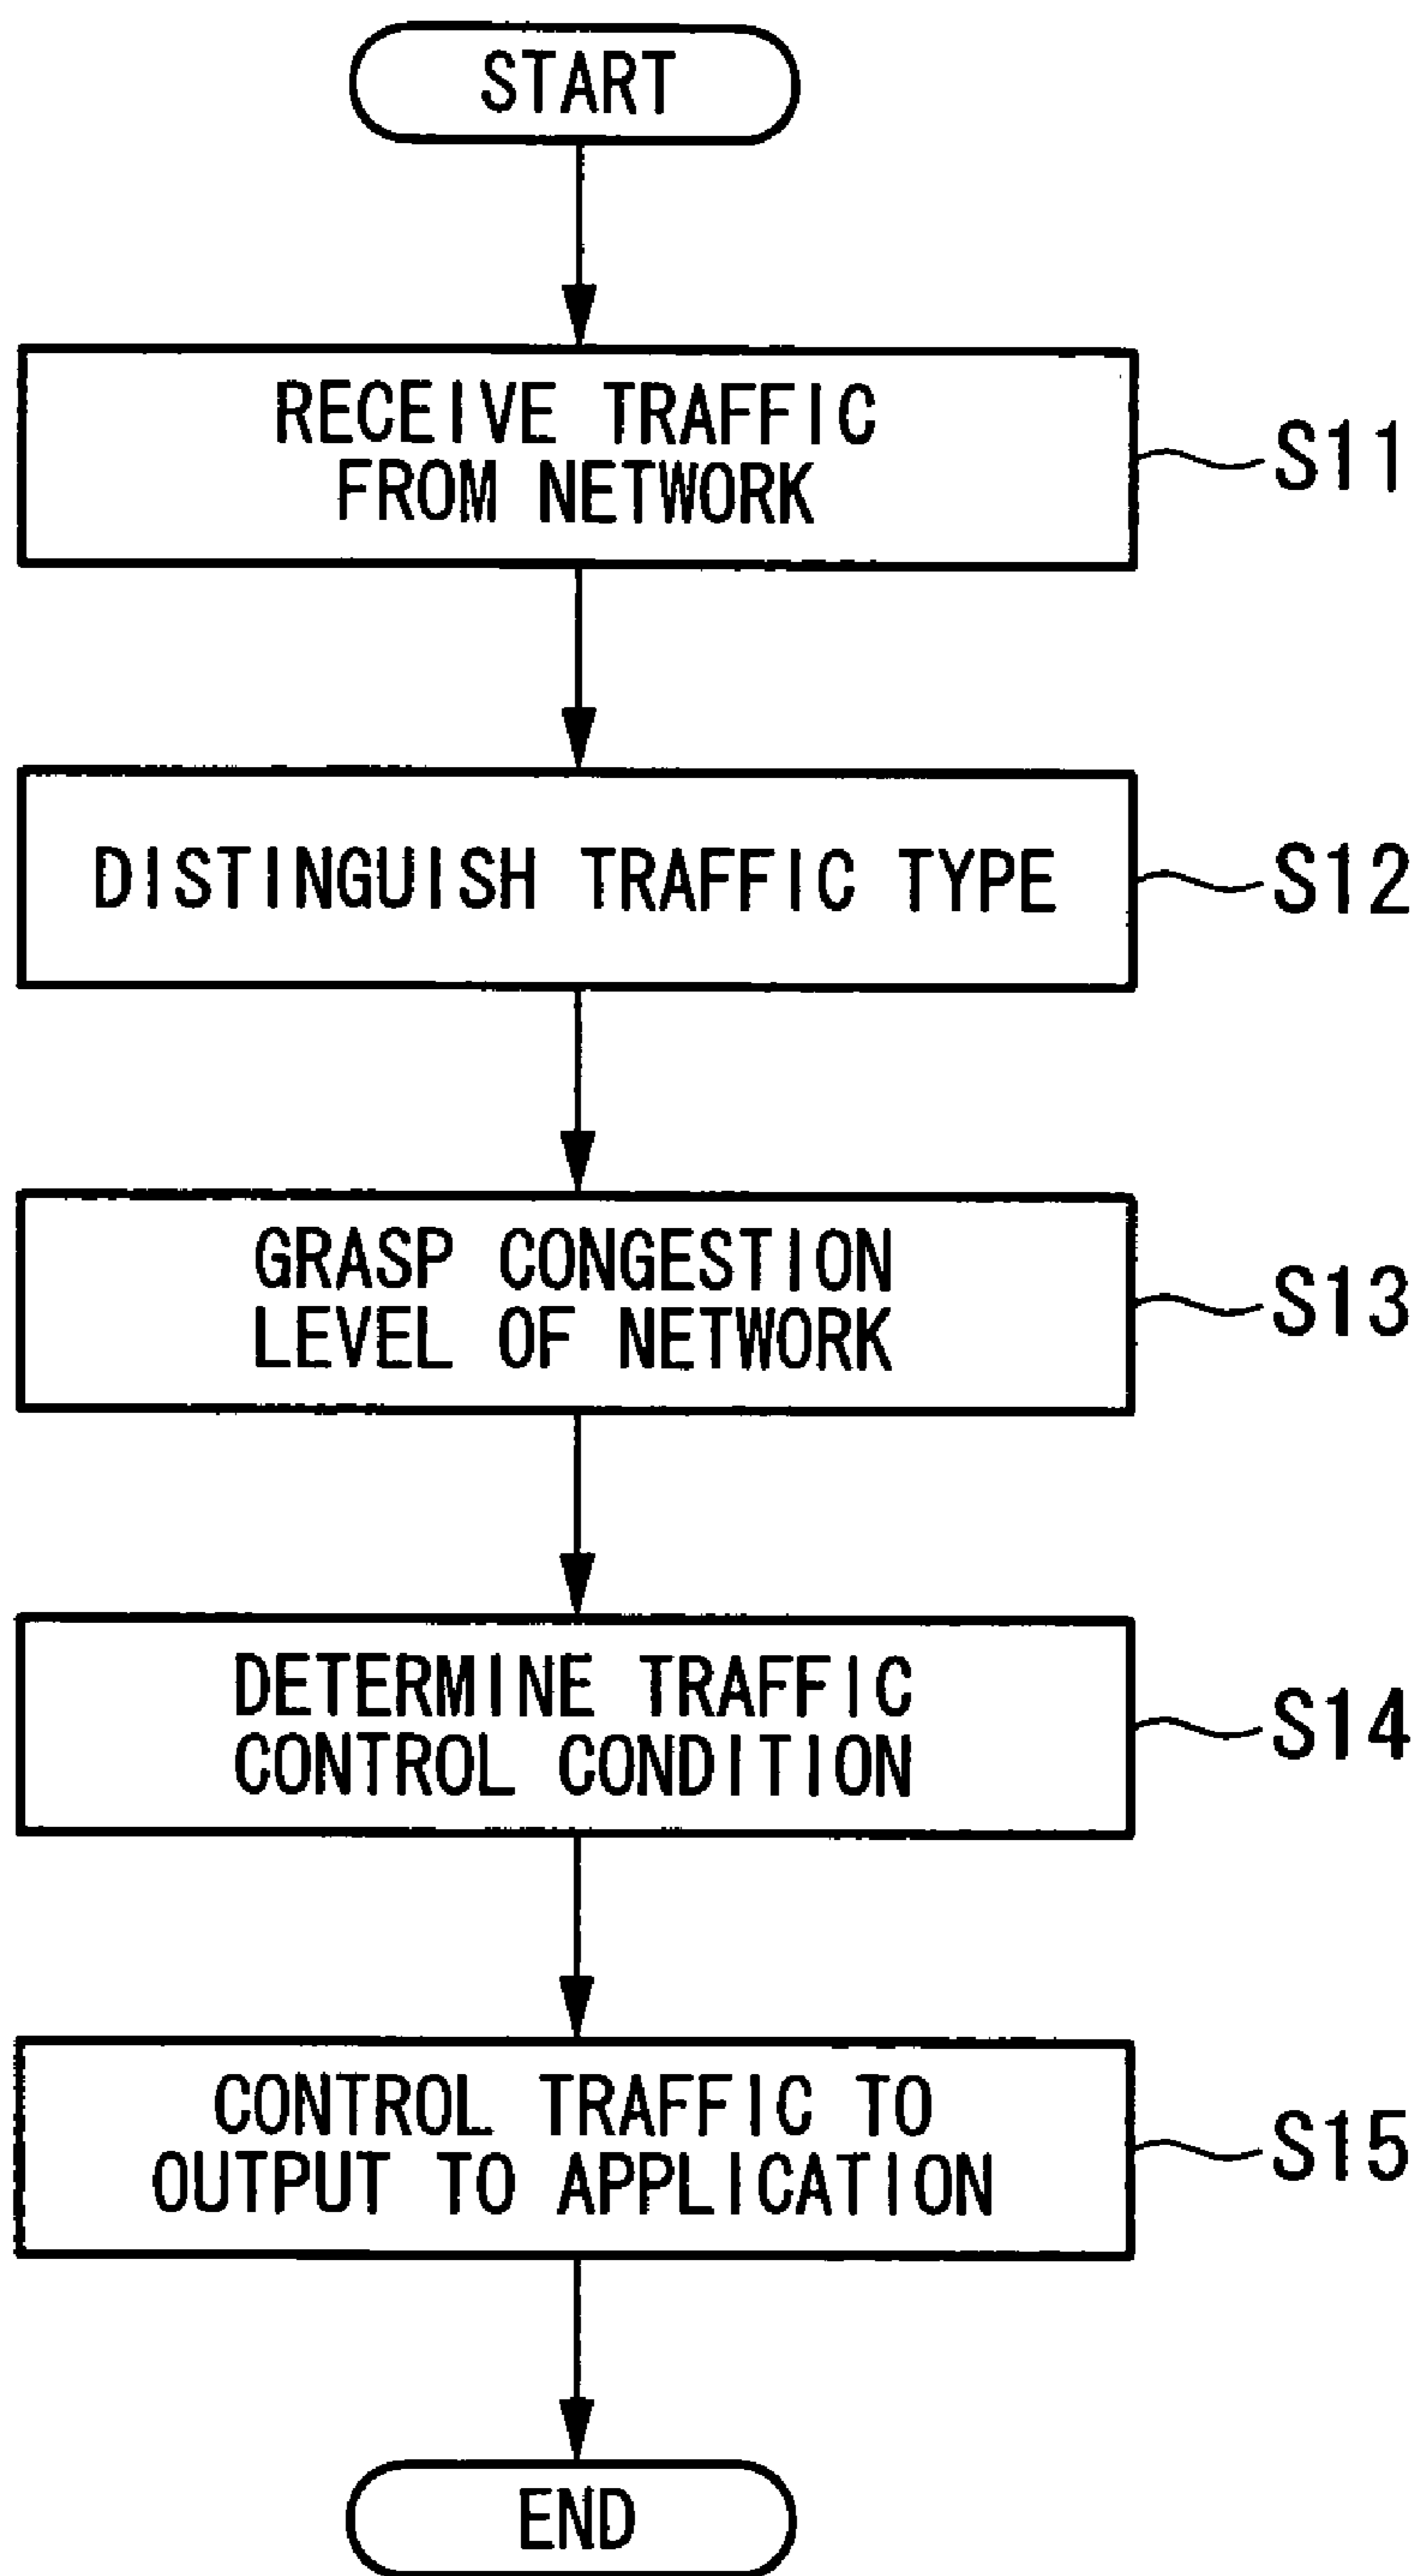 START
RECEIVE TRAFFIC
FROM NETWORK
S11
DISTINGUISH TRAFFIC TYPE
S12
GRASP CONGESTION
LEVEL OF NETWORK
S13
DETERMINE TRAFFIC
CONTROL CONDITION
S14
CONTROL TRAFFIC TO
OUTPUT TO APPLICATION
S15
END